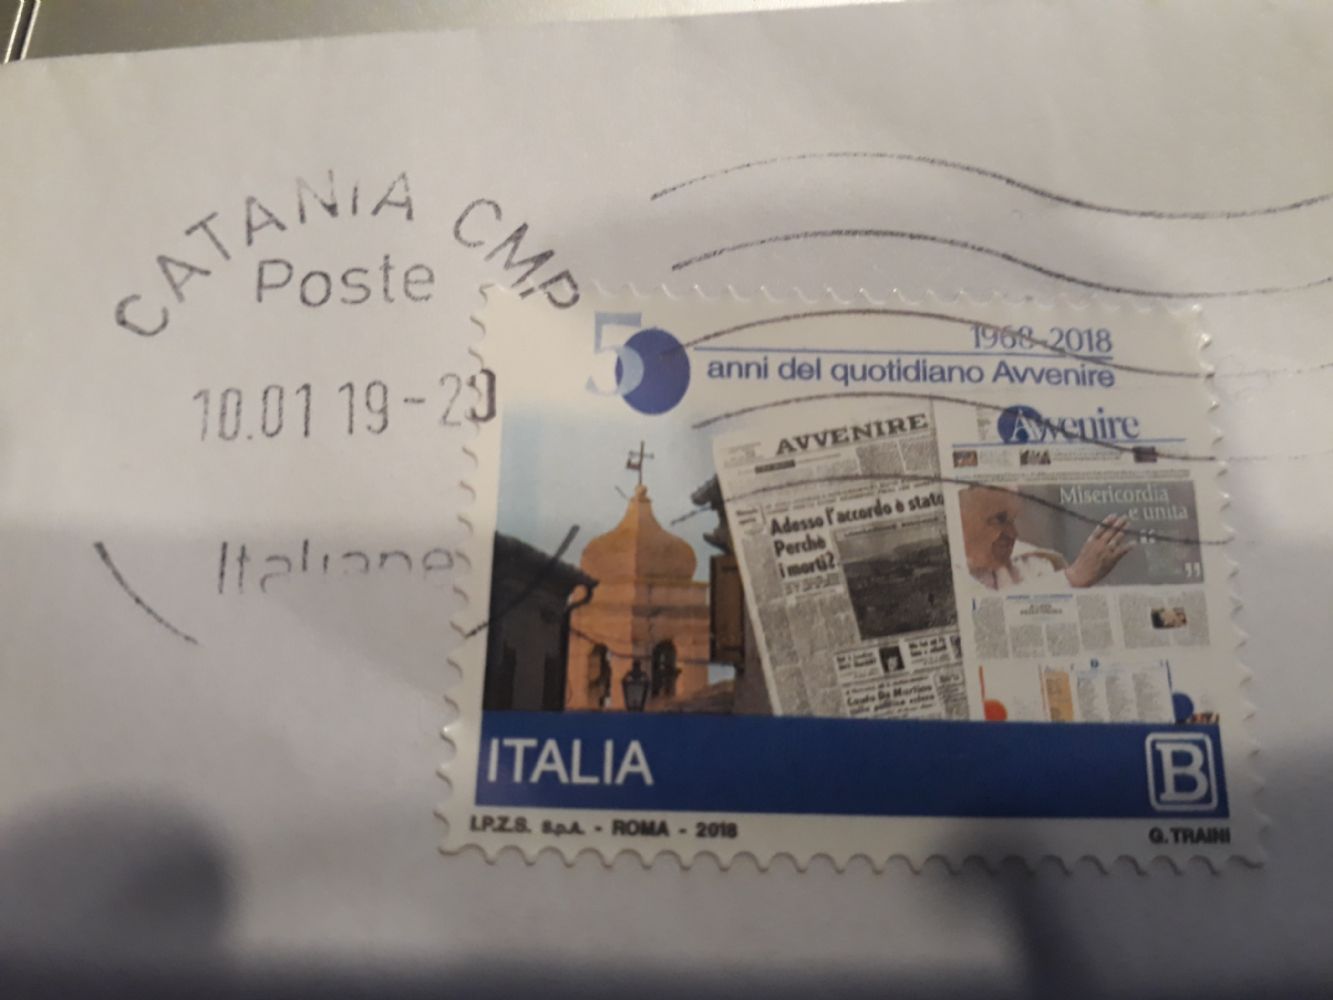 CATANIA CMP
Poste
10.01 19-20
Italiane
50
1968-2018
anni del quotidiano Avvenire
AVVENIRE
Adesso l'accordo è stato
Perchè
i morti?
Avvenire
Misericordia
e unità
ITALIA
B
I.P.Z.S. S.p.A. - ROMA - 2018
G. TRAINI